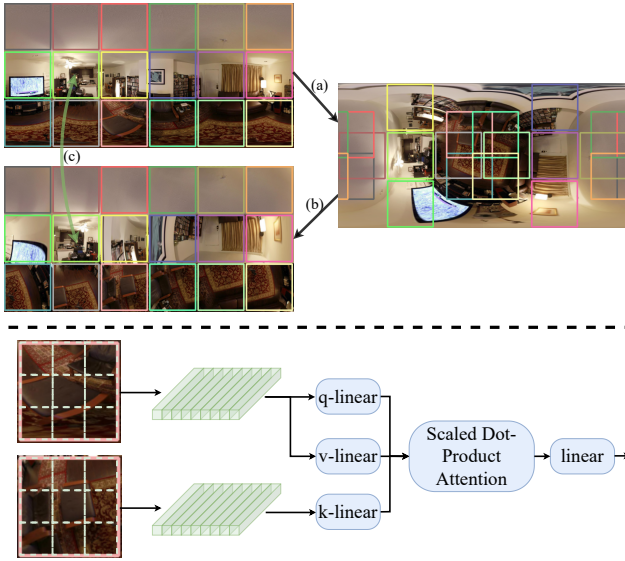 (a)
(c)
(b)
q-linear
v-linear
k-linear
Scaled Dot-
Product
Attention
linear